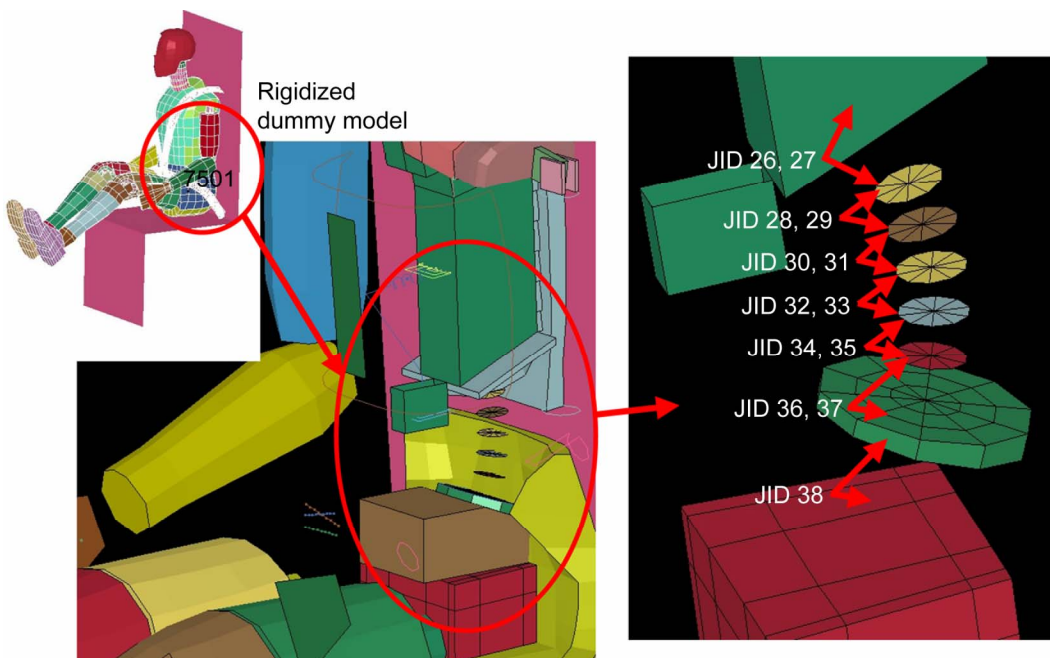 Rigidized
dummy model
7501
JID 26, 27
JID 28, 29
JID 30, 31
JID 32, 33
JID 34, 35
JID 36, 37
JID 38